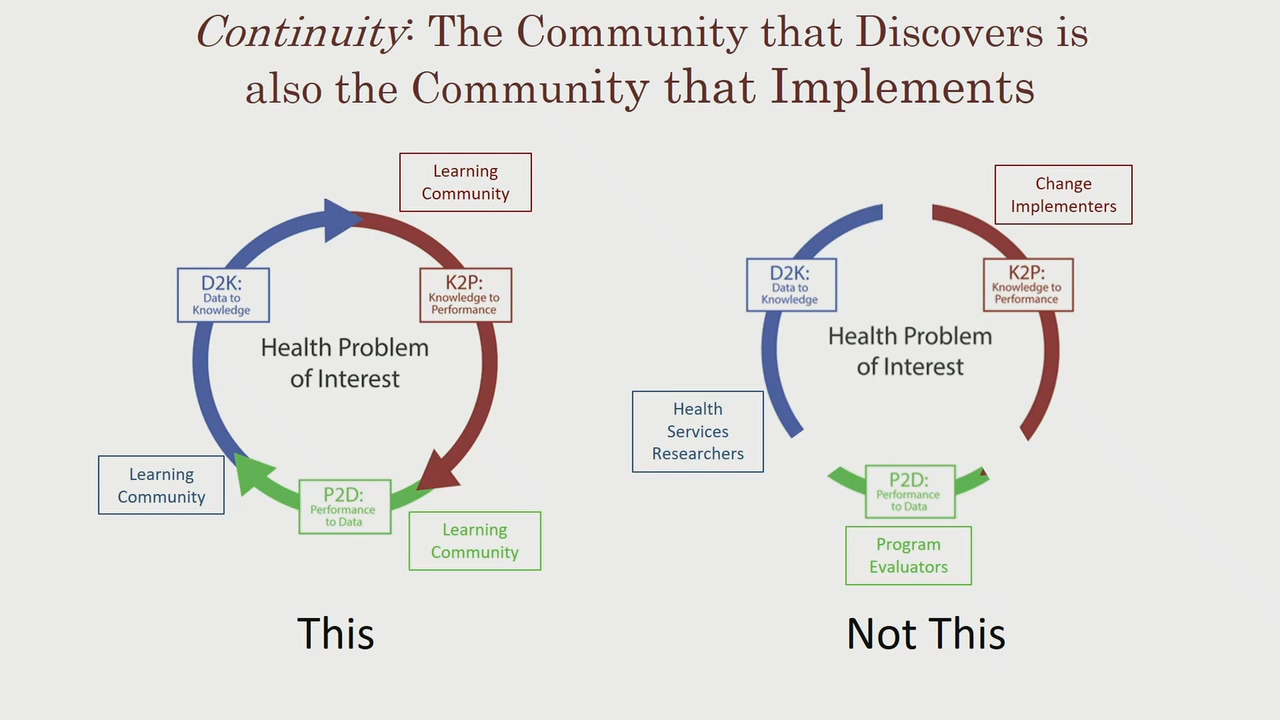 Continuity: The Community that Discovers is
also the Community that Implements
Learning
Community
D2K:
Data to
Knowledge
K2P:
Knowledge to
Performance
Health Problem
of Interest
Learning
Community
P2D:
Performance
to Data
Learning
Community
This
Change
Implementers
D2K:
Data to
Knowledge
K2P:
Knowledge to
Performance
Health Problem
of Interest
Health
Services
Researchers
P2D:
Performance
to Data
Program
Evaluators
Not This